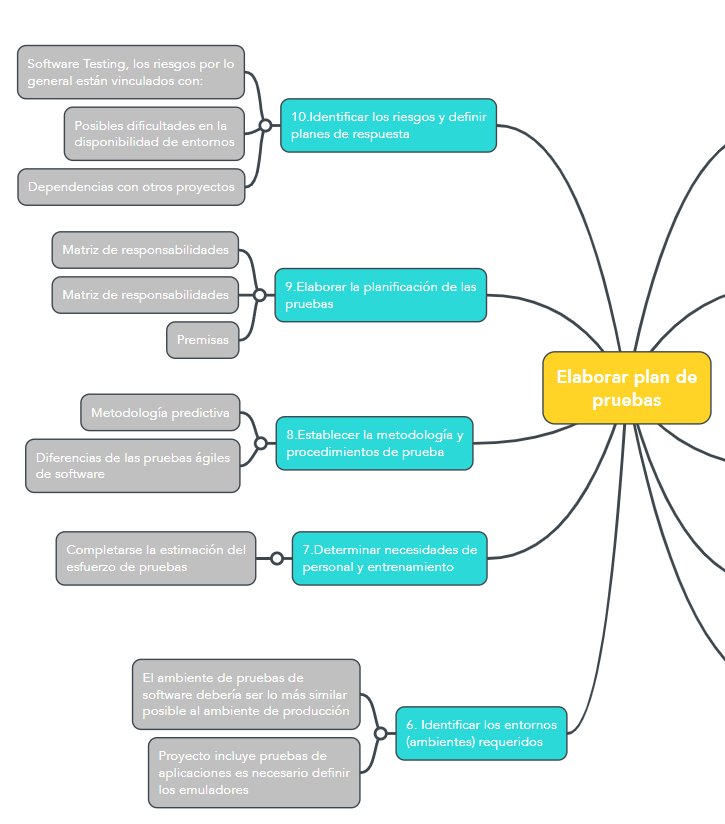 Software Testing, los riesgos por lo
general están vinculados con:
Posibles dificultades en la
disponibilidad de entornos
Dependencias con otros proyectos
10.Identificar los riesgos y definir
planes de respuesta
Matriz de responsabilidades
Matriz de responsabilidades
Premisas
9.Elaborar la planificación de las
pruebas
Elaborar plan de
pruebas
Metodología predictiva
Diferencias de las pruebas ágiles
de software
8.Establecer la metodología y
procedimientos de prueba
Completarse la estimación del
esfuerzo de pruebas
7.Determinar necesidades de
personal y entrenamiento
El ambiente de pruebas de
software debería ser lo más similar
posible al ambiente de producción
Proyecto incluye pruebas de
aplicaciones es necesario definir
los emuladores
6. Identificar los entornos
(ambientes) requeridos